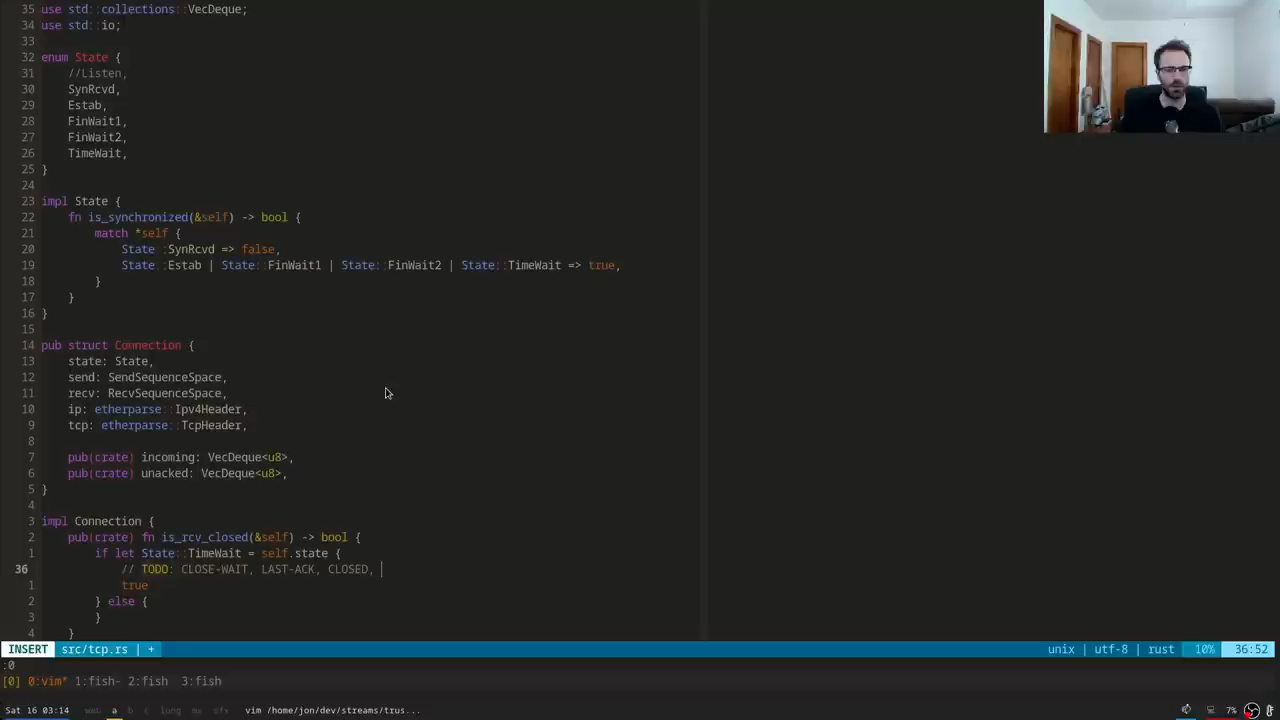 35 use std::collections::VecDeque;
34 use std::io;
33
32 enum State {
31     //Listen,
30     SynRcvd,
29     Estab,
28     FinWait1,
27     FinWait2,
26     TimeWait,
25 }
24
23 impl State {
22     fn is_synchronized(&self) -> bool {
21         match *self {
20             State::SynRcvd => false,
19             State::Estab | State::FinWait1 | State::FinWait2 | State::TimeWait => true,
18         }
17     }
16 }
15
14 pub struct Connection {
13     state: State,
12     send: SendSequenceSpace,
11     recv: RecvSequenceSpace,
10     ip: etherparse::Ipv4Header,
9     tcp: etherparse::TcpHeader,
8
7     pub(crate) incoming: VecDeque<u8>,
6     pub(crate) unacked: VecDeque<u8>,
5 }
4
3 impl Connection {
2     pub(crate) fn is_rcv_closed(&self) -> bool {
1         if let State::TimeWait = self.state {
36             // TODO: CLOSE-WAIT, LAST-ACK, CLOSED,
1             true
2         } else {
3         }
4     }
INSERT src/tcp.rs | + unix | utf-8 | rust 10% 36:52
:0
[0] 0:vim* 1:fish- 2:fish 3:fish
Sat 16 03:14 a vim /home/jon/dev/streams/trus... 7%